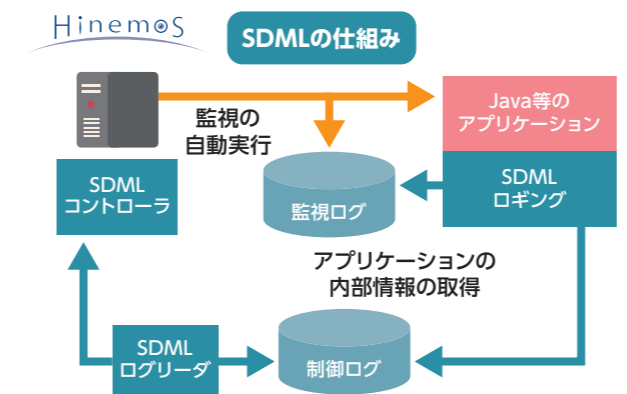 Hinemos
SDMLの仕組み
監視の
自動実行
Java等の
アプリケーション
SDML
コントローラ
監視ログ
SDML
ロギング
アプリケーションの
内部情報の取得
SDML
ログリーダ
制御ログ